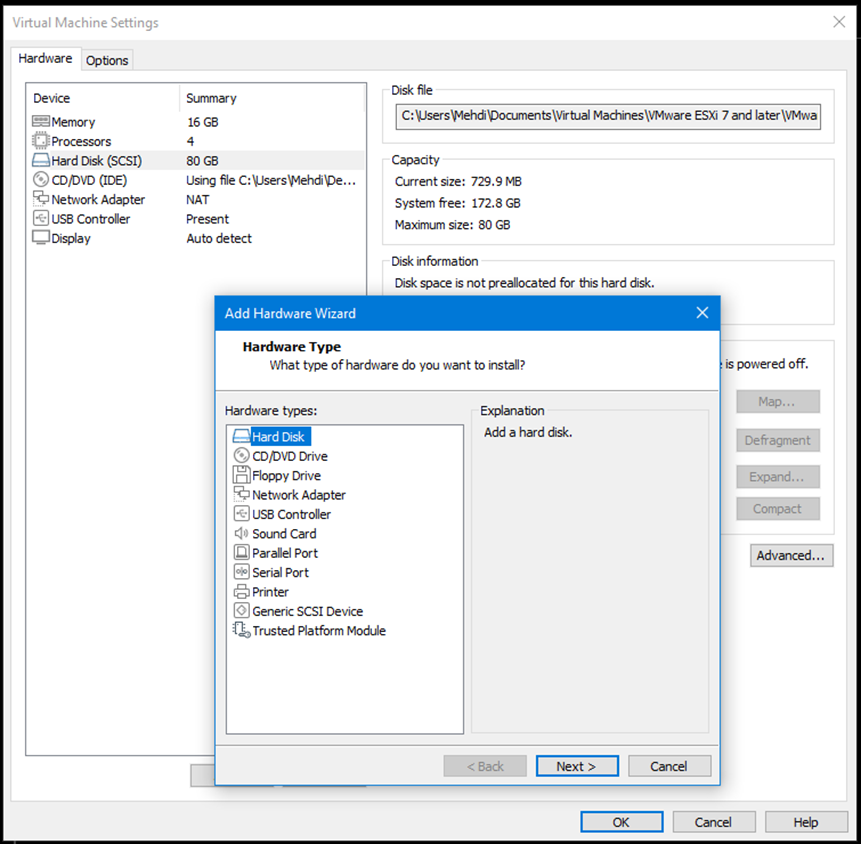 Virtual Machine Settings
Hardware
Options
Device Summary
Memory 16 GB
Processors 4
Hard Disk (SCSI) 80 GB
CD/DVD (IDE) Using file C:\Users\Mehdi\De...
Network Adapter NAT
USB Controller Present
Display Auto detect
Disk file
C:\Users\Mehdi\Documents\Virtual Machines\VMware ESXi 7 and later\VMwa
Capacity
Current size: 729.9 MB
System free: 172.8 GB
Maximum size: 80 GB
Disk information
Disk space is not preallocated for this hard disk.
is powered off.
Map...
Defragment
Expand...
Compact
Advanced...
Add Hardware Wizard
Hardware Type
What type of hardware do you want to install?
Hardware types:
Hard Disk
CD/DVD Drive
Floppy Drive
Network Adapter
USB Controller
Sound Card
Parallel Port
Serial Port
Printer
Generic SCSI Device
Trusted Platform Module
Explanation
Add a hard disk.
< Back
Next >
Cancel
OK
Cancel
Help